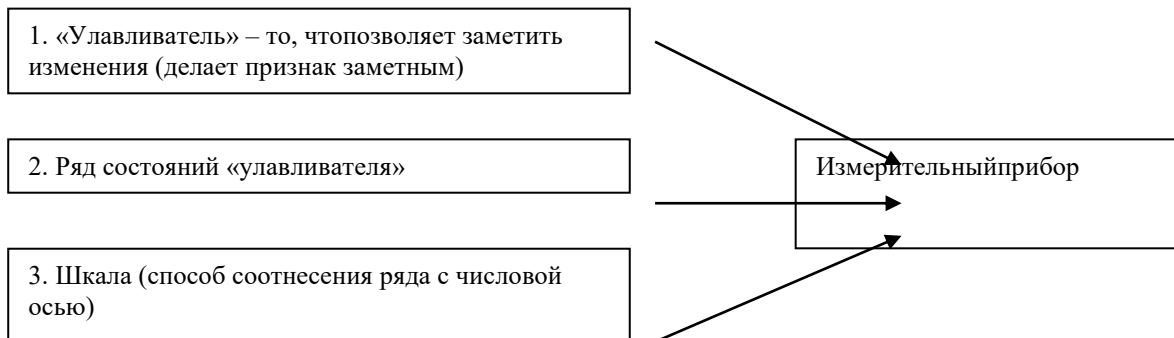 1. «Улавливатель» – то, чтопозволяет заметить
изменения (делает признак заметным)
2. Ряд состояний «улавливателя»
Измерительныйприбор
3. Шкала (способ соотнесения ряда с числовой
осью)